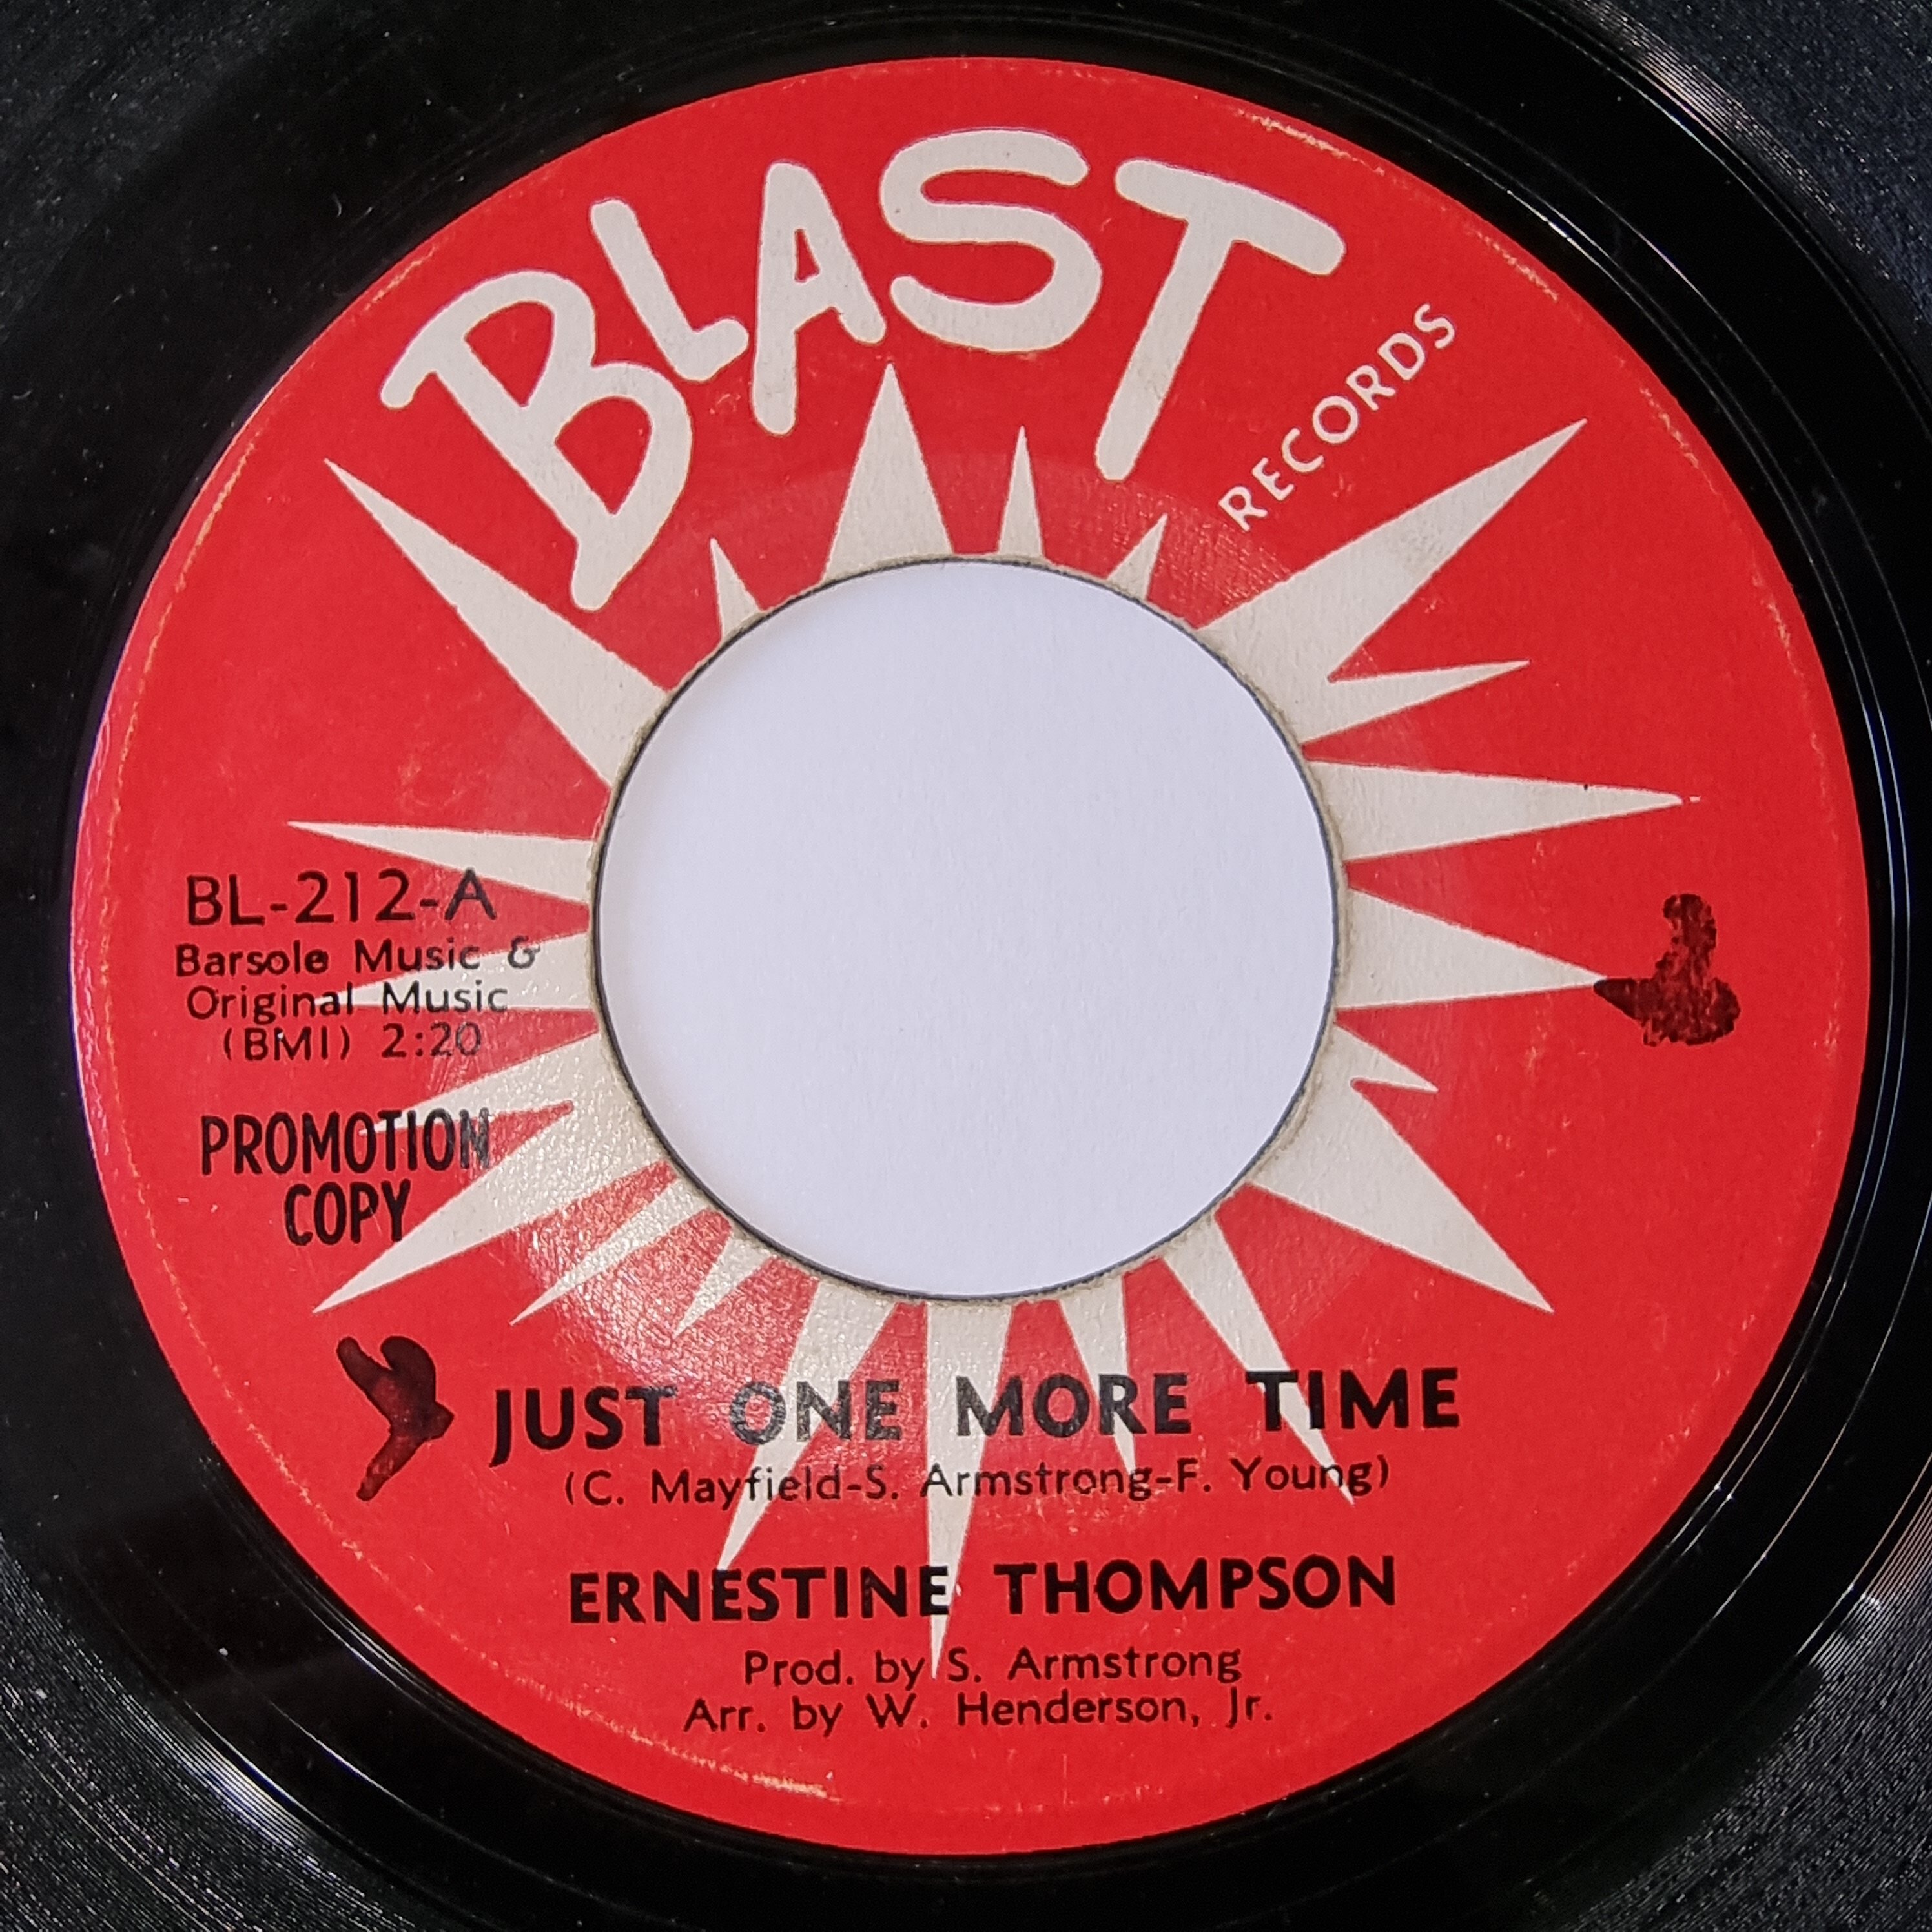 BLAST
RECORDS
BL-212-A
Barsole Music &
Original Music
(BMI) 2:20
PROMOTION
COPY
JUST ONE MORE TIME
(C. Mayfield-S. Armstrong-F. Young)
ERNESTINE THOMPSON
Prod. by S. Armstrong
Arr. by W. Henderson, Jr.